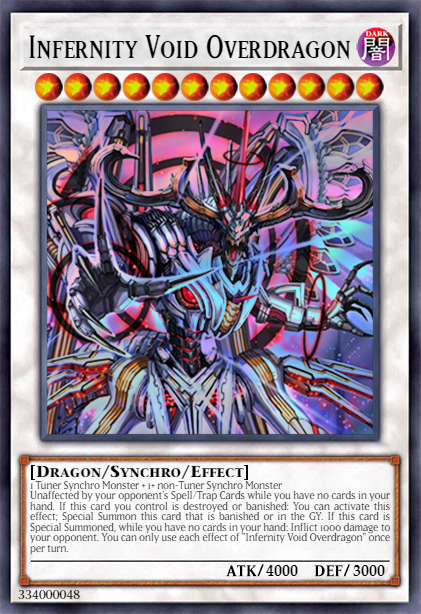 INFERNITY VOID OVERDRAGON
DARK
闇
[DRAGON/SYNCHRO/EFFECT]
1 Tuner Synchro Monster + 1+ non-Tuner Synchro Monster
Unaffected by your opponent's Spell/Trap Cards while you have no cards in your
hand. If this card you control is destroyed or banished: You can activate this
effect; Special Summon this card that is banished or in the GY. If this card is
Special Summoned, while you have no cards in your hand: Inflict 1000 damage to
your opponent. You can only use each effect of "Infernity Void Overdragon" once
per turn.
ATK/4000 DEF/3000
334000048